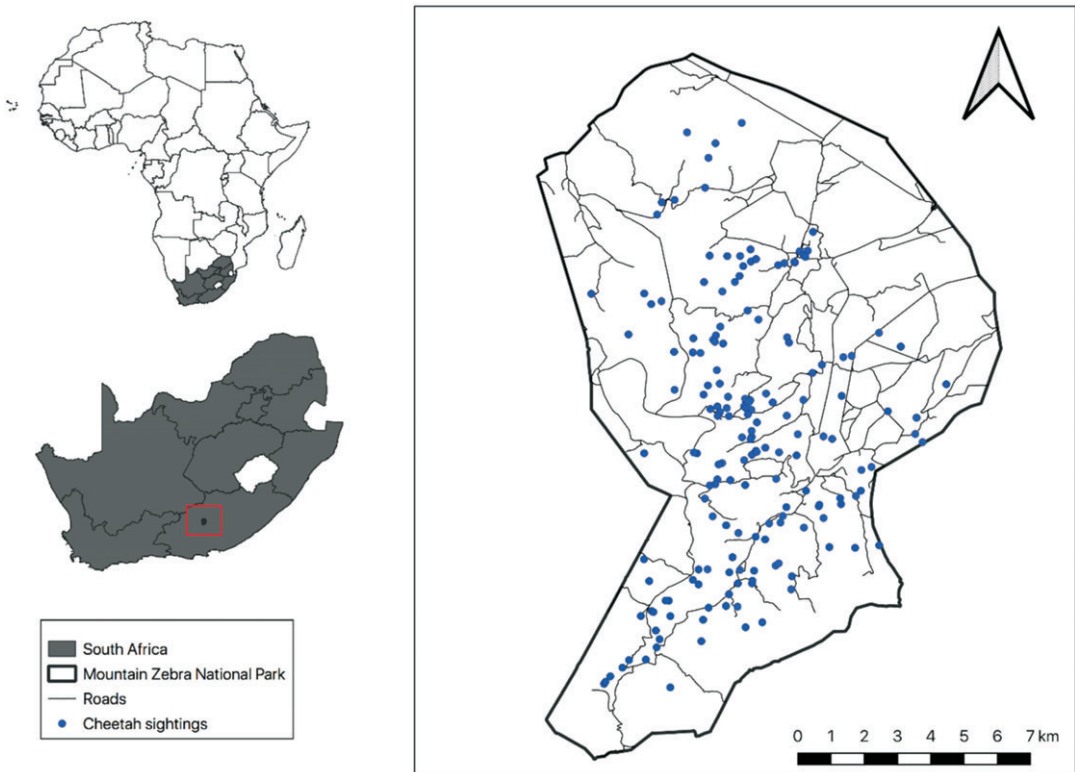 South Africa
Mountain Zebra National Park
Roads
Cheetah sightings
0 1 2 3 4 5 6 7 km